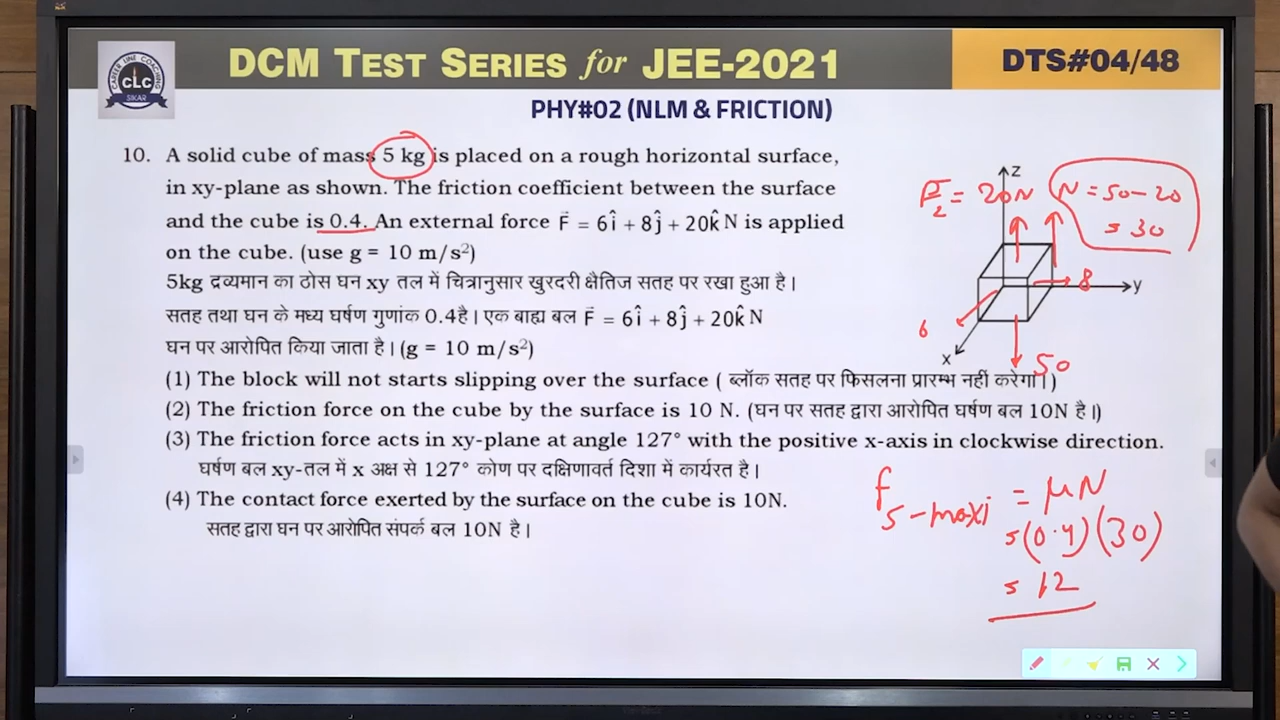 DCM TEST SERIES for JEE-2021
DTS#04/48
CAREER LINE COACHING
CLC
SIKAR
PHY#02 (NLM & FRICTION)
10. A solid cube of mass 5 kg is placed on a rough horizontal surface,
in xy-plane as shown. The friction coefficient between the surface
and the cube is 0.4. An external force F⃗ = 6î + 8ĵ + 20k̂ N is applied
on the cube. (use g = 10 m/s²)
5kg द्रव्यमान का ठोस घन xy तल में चित्रानुसार खुरदरी क्षैतिज सतह पर रखा हुआ है।
सतह तथा घन के मध्य घर्षण गुणांक 0.4है। एक बाह्य बल F⃗ = 6î + 8ĵ + 20k̂ N
घन पर आरोपित किया जाता है। (g = 10 m/s²)
z
F₂ = 20N
N = 50-20
= 30
8
y
6
x
50
(1) The block will not starts slipping over the surface ( ब्लॉक सतह पर फिसलना प्रारम्भ नहीं करेगा।)
(2) The friction force on the cube by the surface is 10 N. (घन पर सतह द्वारा आरोपित घर्षण बल 10N है।)
(3) The friction force acts in xy-plane at angle 127° with the positive x-axis in clockwise direction.
घर्षण बल xy-तल में x अक्ष से 127° कोण पर दक्षिणावर्त दिशा में कार्यरत है।
(4) The contact force exerted by the surface on the cube is 10N.
सतह द्वारा घन पर आरोपित संपर्क बल 10N है।
f s-maxi = μN
= (0.4)(30)
= 12